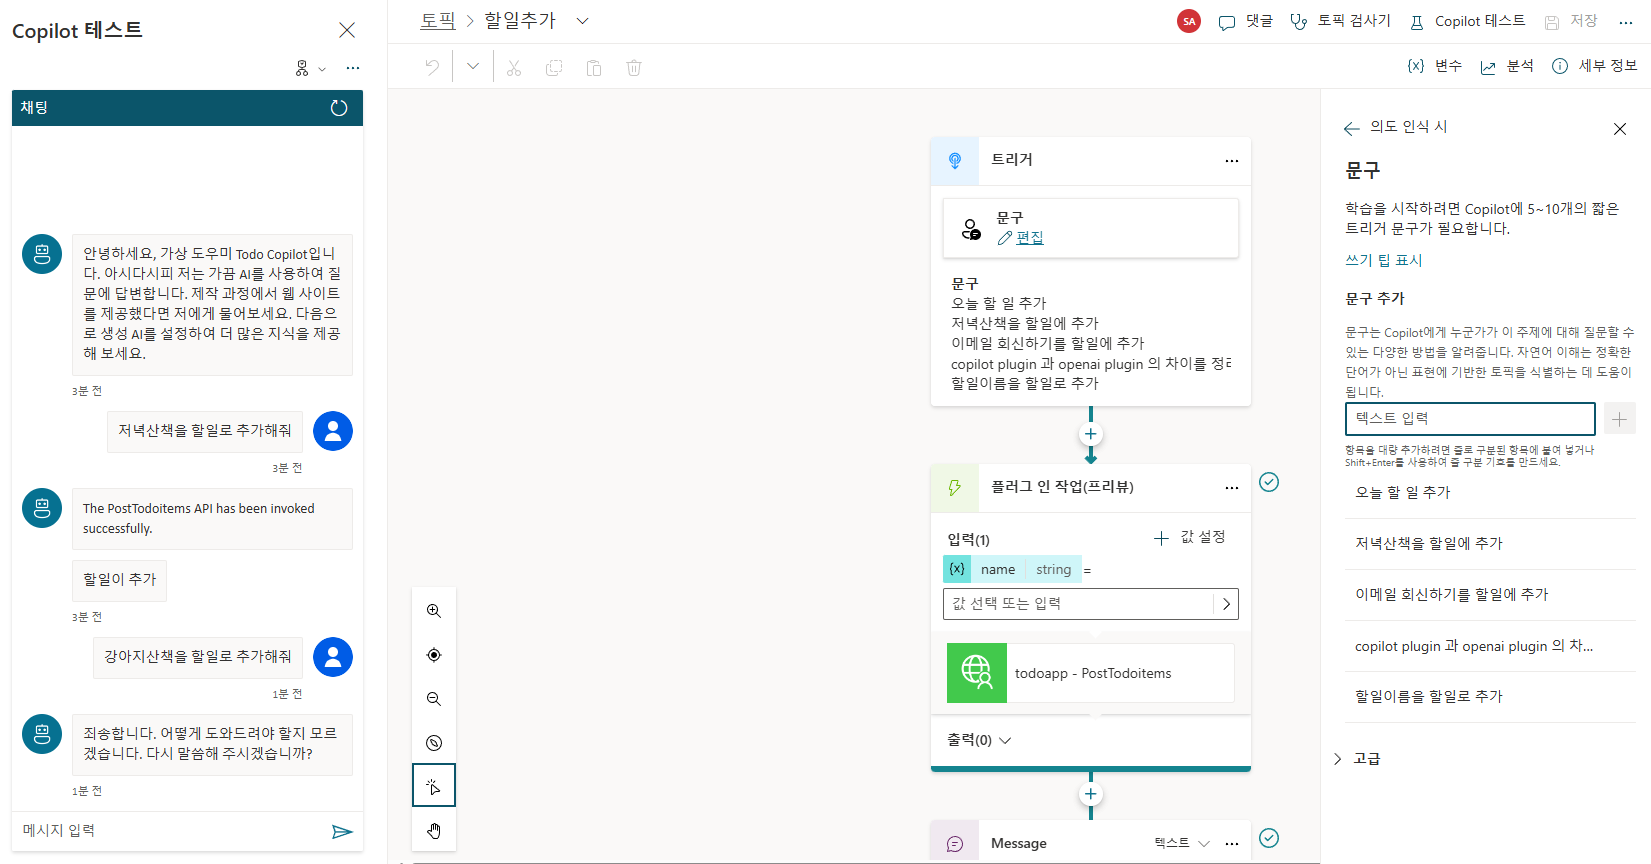 Copilot 테스트
채팅
안녕하세요, 가상 도우미 Todo Copilot입니
다. 아시다시피 저는 가끔 AI를 사용하여 질
문에 답변합니다. 제작 과정에서 웹 사이트
를 제공했다면 저에게 물어보세요. 다음으
로 생성 AI를 설정하여 더 많은 지식을 제공
해 보세요.
3분 전
저녁산책을 할일로 추가해줘
3분 전
The PostTodoitems API has been invoked
successfully.
할일이 추가
3분 전
강아지산책을 할일로 추가해줘
1분 전
죄송합니다. 어떻게 도와드려야 할지 모르
겠습니다. 다시 말씀해 주시겠습니까?
1분 전
메시지 입력
토픽 > 할일추가
SA 댓글 토픽 검사기 Copilot 테스트 저장 ...
{x} 변수 분석 세부 정보
트리거
문구
편집
문구
오늘 할 일 추가
저녁산책을 할일에 추가
이메일 회신하기를 할일에 추가
copilot plugin 과 openai plugin 의 차이를 정리
할일이름을 할일로 추가
플러그 인 작업(프리뷰)
입력(1) + 값 설정
{x} name string =
값 선택 또는 입력
todoapp - PostTodoitems
출력(0)
Message 텍스트
의도 인식 시
문구
학습을 시작하려면 Copilot에 5~10개의 짧은
트리거 문구가 필요합니다.
쓰기 팁 표시
문구 추가
문구는 Copilot에게 누군가가 이 주제에 대해 질문할 수
있는 다양한 방법을 알려줍니다. 자연어 이해는 정확한
단어가 아닌 표현에 기반한 토픽을 식별하는 데 도움이
됩니다.
텍스트 입력
항목을 대량 추가하려면 줄로 구분된 항목에 붙여 넣거나
Shift+Enter를 사용하여 줄 구분 기호를 만드세요.
오늘 할 일 추가
저녁산책을 할일에 추가
이메일 회신하기를 할일에 추가
copilot plugin 과 openai plugin 의 차...
할일이름을 할일로 추가
고급